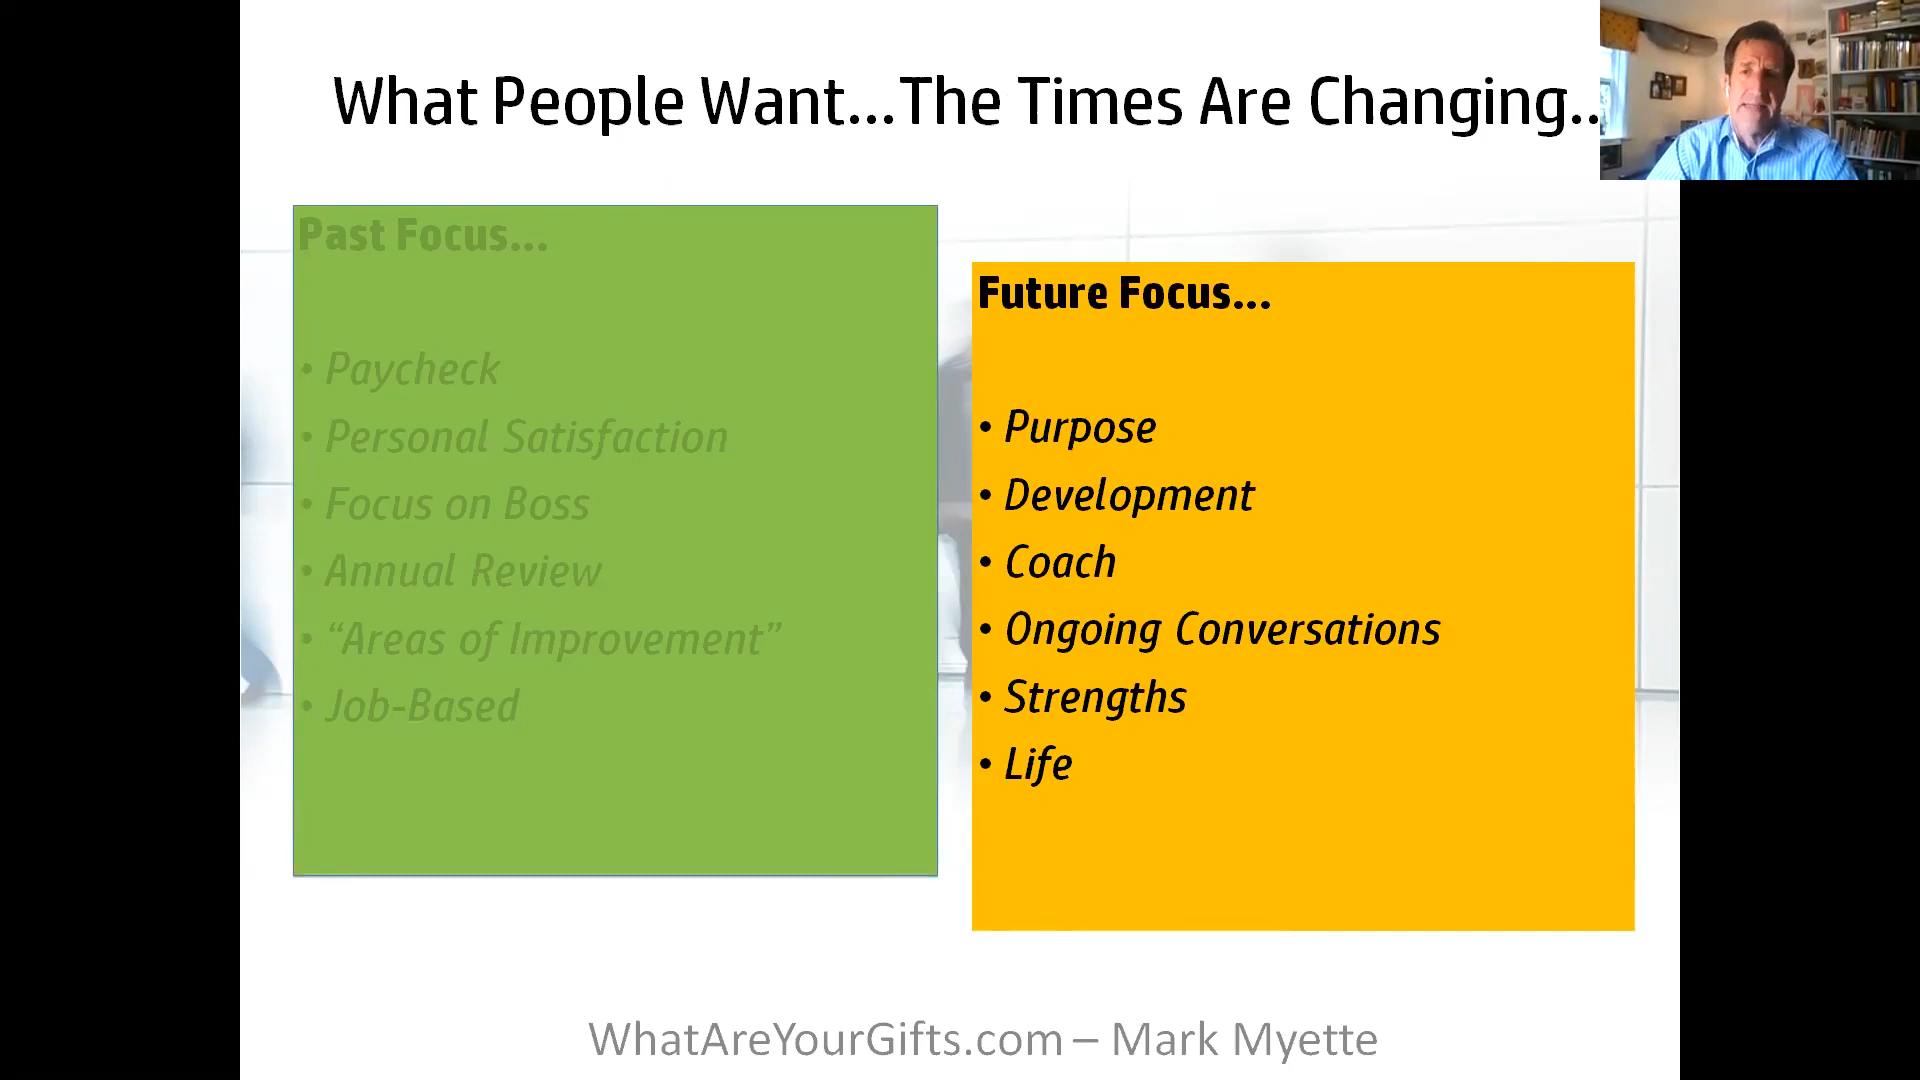 What People Want...The Times Are Changing..
Past Focus...
• Paycheck
• Personal Satisfaction
• Focus on Boss
• Annual Review
• “Areas of Improvement”
• Job-Based
Future Focus...
• Purpose
• Development
• Coach
• Ongoing Conversations
• Strengths
• Life
WhatAreYourGifts.com – Mark Myette